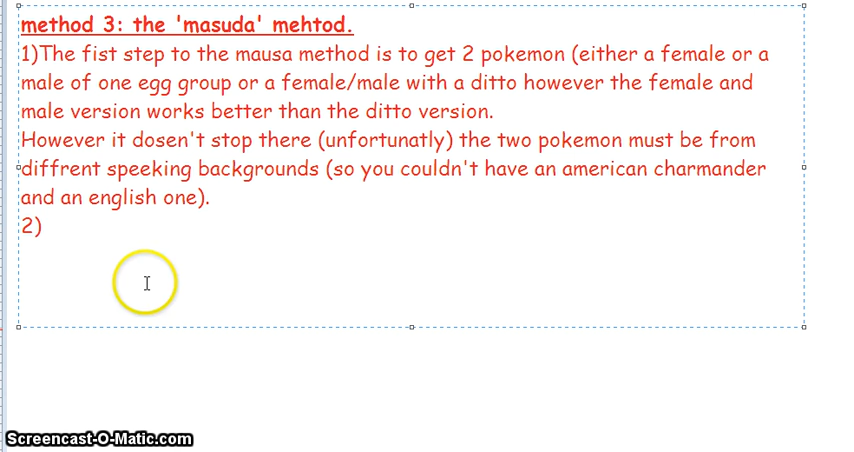 method 3: the 'masuda' mehtod.
1)The fist step to the mausa method is to get 2 pokemon (either a female or a
male of one egg group or a female/male with a ditto however the female and
male version works better than the ditto version.
However it dosen't stop there (unfortunatly) the two pokemon must be from
diffrent speeking backgrounds (so you couldn't have an american charmander
and an english one).
2)
Screencast-O-Matic.com